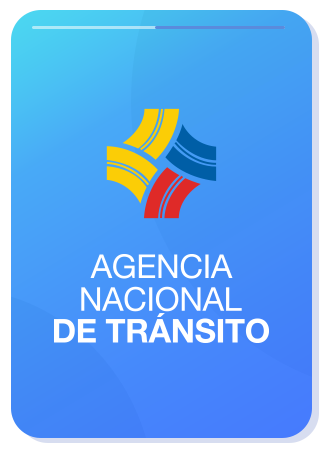 AGENCIA
NACIONAL
DE TRÁNSITO